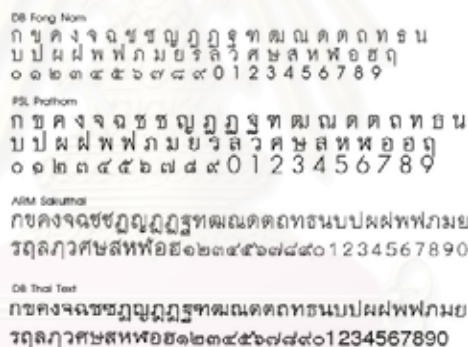 DB Fong Nom
ก ข ค ง จ ฉ ช ซ ญ ฎ ฏ ฐ ฑ ฒ ณ ด ต ถ ท ธ น
บ ป ผ ฝ พ ฟ ภ ม ย ร ล ว ศ ษ ส ห ฬ อ ฮ ฤ
๐ ๑ ๒ ๓ ๔ ๕ ๖ ๗ ๘ ๙ 0 1 2 3 4 5 6 7 8 9
PSL Prathom
ก ข ค ง จ ฉ ช ซ ญ ฎ ฏ ฐ ฑ ฒ ณ ด ต ถ ท ธ น
บ ป ผ ฝ พ ฟ ภ ม ย ร ล ว ศ ษ ส ห ฬ อ ฮ ฤ
๐ ๑ ๒ ๓ ๔ ๕ ๖ ๗ ๘ ๙ 0 1 2 3 4 5 6 7 8 9
ARM Sakunthai
กขคงจฉชซฌญฎฏฐฑฒณดตถทธนบปผฝพฟภมย
รฤลฦวศษสหฬอฮ๑๒๓๔๕๖๗๘๙๐1234567890
DB Thai Text
กขคงจฉชซฌญฎฏฐฑฒณดตถทธนบปผฝพฟภมย
รฤลฦวศษสหฬอฮ๑๒๓๔๕๖๗๘๙๐1234567890